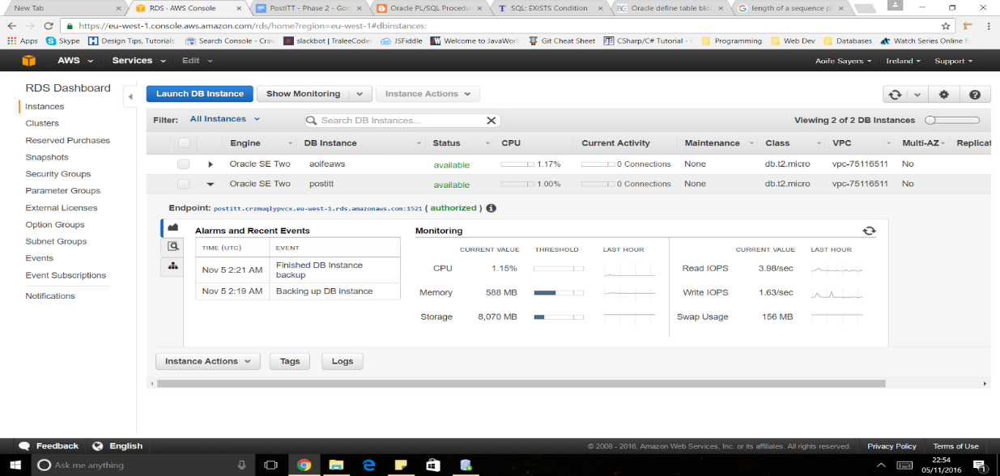 New Tab
RDS · AWS Console
PostITT - Phase 2 - Goo
Oracle PL/SQL Procedu
SQL: EXISTS Condition
Oracle define table blo
length of a sequence pl
https://eu-west-1.console.aws.amazon.com/rds/home?region=eu-west-1#dbinstances:
Apps Skype Design Tips, Tutorials Search Console - Craw slackbot | TraleeCoder JSFiddle Welcome to JavaWork Git Cheat Sheet CSharp/C# Tutorial - Programming Web Dev Databases Watch Series Online f
AWS Services Edit Aoife Sayers Ireland Support
RDS Dashboard
Instances
Clusters
Reserved Purchases
Snapshots
Security Groups
Parameter Groups
External Licenses
Option Groups
Subnet Groups
Events
Event Subscriptions
Notifications
Launch DB Instance Show Monitoring Instance Actions
Filter: All Instances Search DB Instances... Viewing 2 of 2 DB Instances
Engine DB Instance Status CPU Current Activity Maintenance Class VPC Multi-AZ Replicat
Oracle SE Two aoifeaws available 1.17% 0 Connections None db.t2.micro vpc-75116511 No
Oracle SE Two postitt available 1.00% 0 Connections None db.t2.micro vpc-75116511 No
Endpoint: postitt.crzmuqlypvcx.eu-west-1.rds.amazonaws.com:1521 ( authorized )
Alarms and Recent Events
TIME (UTC) EVENT
Nov 5 2:21 AM Finished DB Instance backup
Nov 5 2:19 AM Backing up DB instance
Monitoring
CURRENT VALUE THRESHOLD LAST HOUR CURRENT VALUE LAST HOUR
CPU 1.15% Read IOPS 3.98/sec
Memory 588 MB Write IOPS 1.63/sec
Storage 8,070 MB Swap Usage 156 MB
Instance Actions Tags Logs
Feedback English © 2008 - 2016, Amazon Web Services, Inc. or its affiliates. All rights reserved. Privacy Policy Terms of Use
Ask me anything
22:54
05/11/2016
1